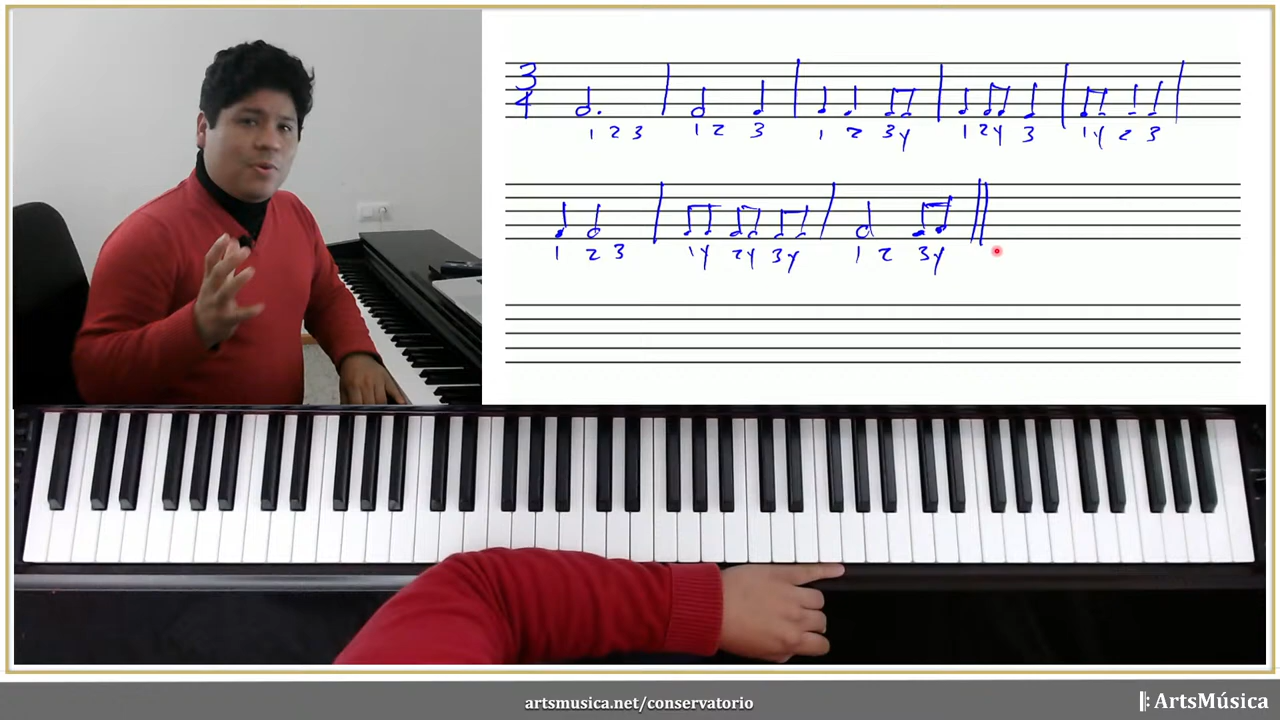 3
4
1 2 3 1 2 3 1 2 3 y 1 2 y 3 1 y 2 3
1 2 3 1 y 2 y 3 y 1 2 3 y
artsmusica.net/conservatorio
ArtsMúsica